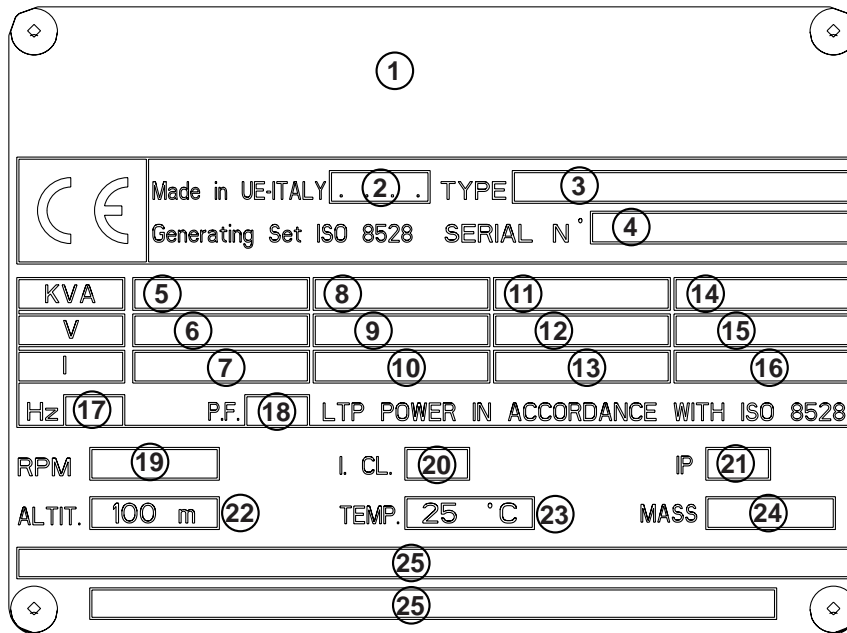 1
CE Made in UE-ITALY . 2 . . TYPE 3
Generating Set ISO 8528 SERIAL N° 4
KVA 5 8 11 14
V 6 9 12 15
I 7 10 13 16
Hz 17 P.F. 18 LTP POWER IN ACCORDANCE WITH ISO 8528
RPM 19 I. CL. 20 IP 21
ALTIT. 100 m 22 TEMP. 25 °C 23 MASS 24
25
25